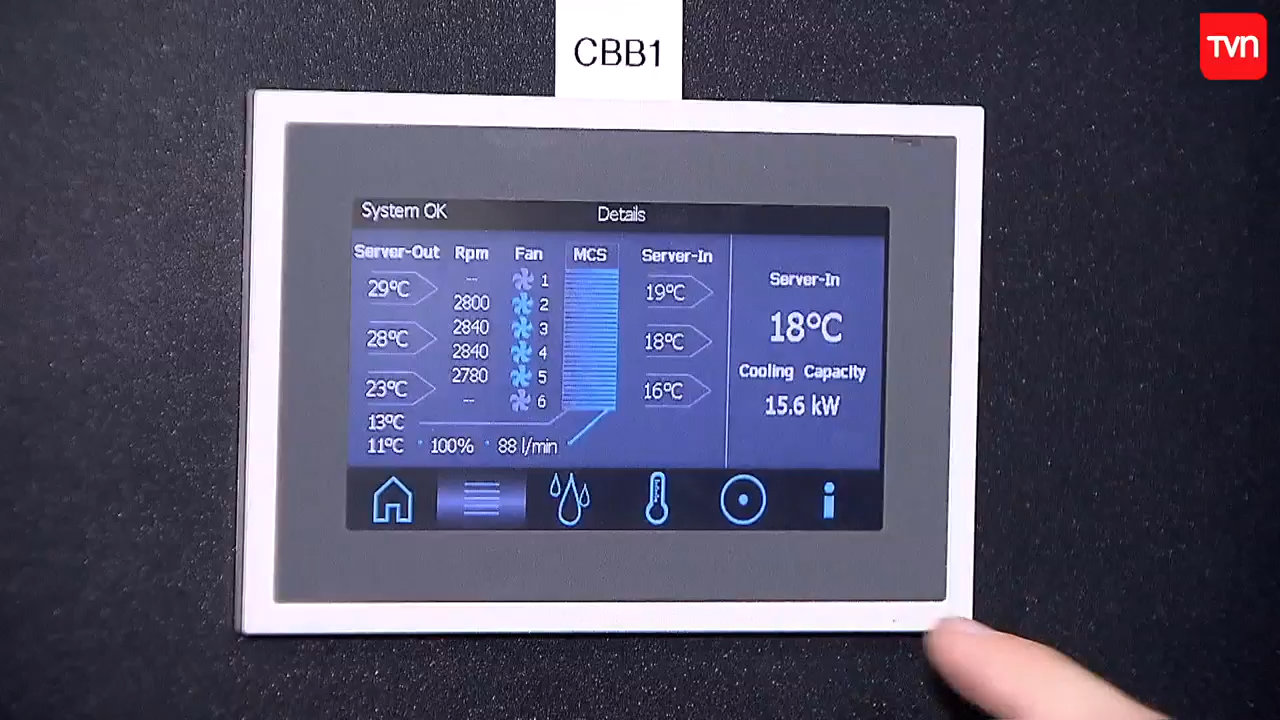 CBB1
TVN
System OK Details
Server-Out Rpm Fan MCS Server-In
29°C -- 1 19°C
2800 2
28°C 2840 3 18°C
2840 4
23°C 2780 5 16°C
-- 6
13°C
11°C 100% 88 l/min
Server-In
18°C
Cooling Capacity
15.6 kW